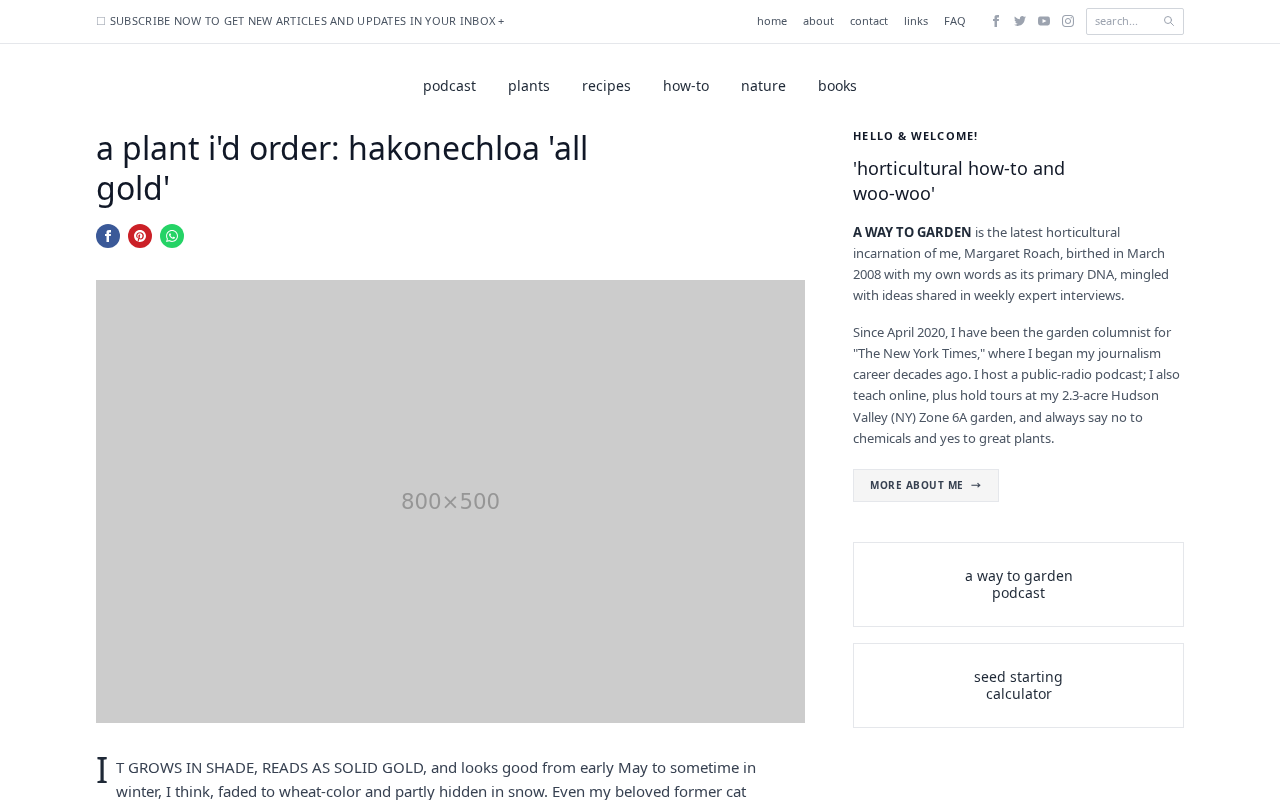 SUBSCRIBE NOW TO GET NEW ARTICLES AND UPDATES IN YOUR INBOX +
home about contact links FAQ search...
podcast plants recipes how-to nature books
a plant i'd order: hakonechloa 'all
gold'
800×500
I T GROWS IN SHADE, READS AS SOLID GOLD, and looks good from early May to sometime in
winter, I think, faded to wheat-color and partly hidden in snow. Even my beloved former cat
HELLO & WELCOME!
'horticultural how-to and
woo-woo'
A WAY TO GARDEN is the latest horticultural
incarnation of me, Margaret Roach, birthed in March
2008 with my own words as its primary DNA, mingled
with ideas shared in weekly expert interviews.
Since April 2020, I have been the garden columnist for
"The New York Times," where I began my journalism
career decades ago. I host a public-radio podcast; I also
teach online, plus hold tours at my 2.3-acre Hudson
Valley (NY) Zone 6A garden, and always say no to
chemicals and yes to great plants.
MORE ABOUT ME →
a way to garden
podcast
seed starting
calculator